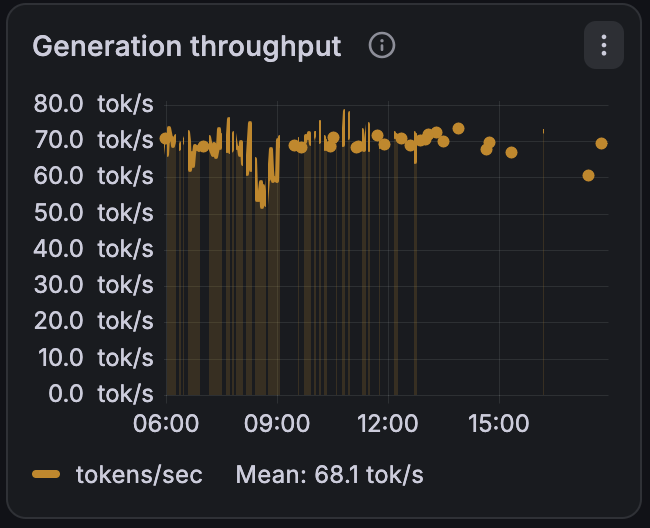 Generation throughput
80.0 tok/s
70.0 tok/s
60.0 tok/s
50.0 tok/s
40.0 tok/s
30.0 tok/s
20.0 tok/s
10.0 tok/s
0.0 tok/s
06:00 09:00 12:00 15:00
tokens/sec Mean: 68.1 tok/s